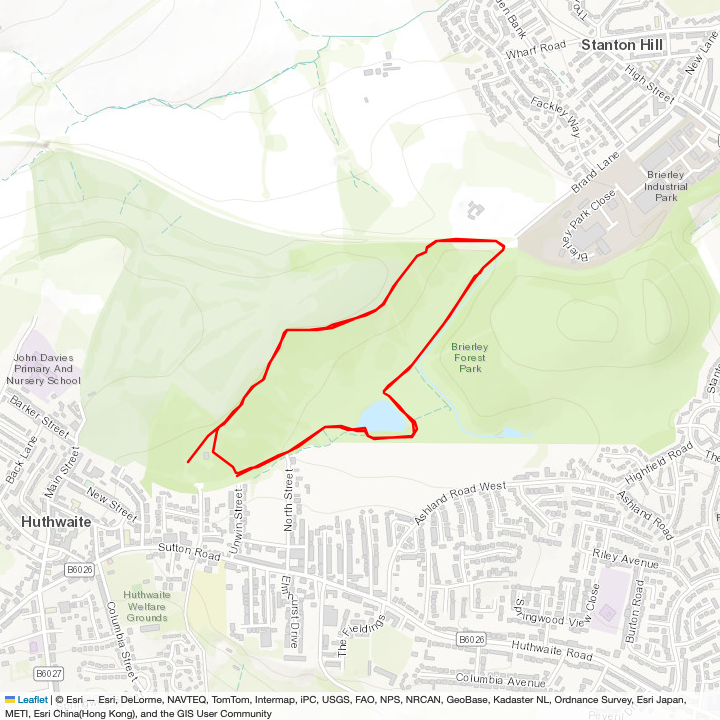 Stanton Hill
Wharf Road
New Lane
High Street
Fackley Way
Brand Lane
Brierley
Industrial
Park
Brierley Park Close
John Davies
Primary And
Nursery School
Brierley
Forest
Park
Barker Street
Back Lane
Main Street
New Street
Huthwaite
Unwin Street
North Street
Ashland Road West
Highfield Road
Ashland Road
Sutton Road
B6026
Riley Avenue
Huthwaite
Welfare
Grounds
Columbia Street
The Fieldings
B6026
Huthwaite Road
Springwood View Close
Burton Road
B6027
Columbia Avenue
Leaflet | © Esri — Esri, DeLorme, NAVTEQ, TomTom, Intermap, iPC, USGS, FAO, NPS, NRCAN, GeoBase, Kadaster NL, Ordnance Survey, Esri Japan,
METI, Esri China(Hong Kong), and the GIS User Community